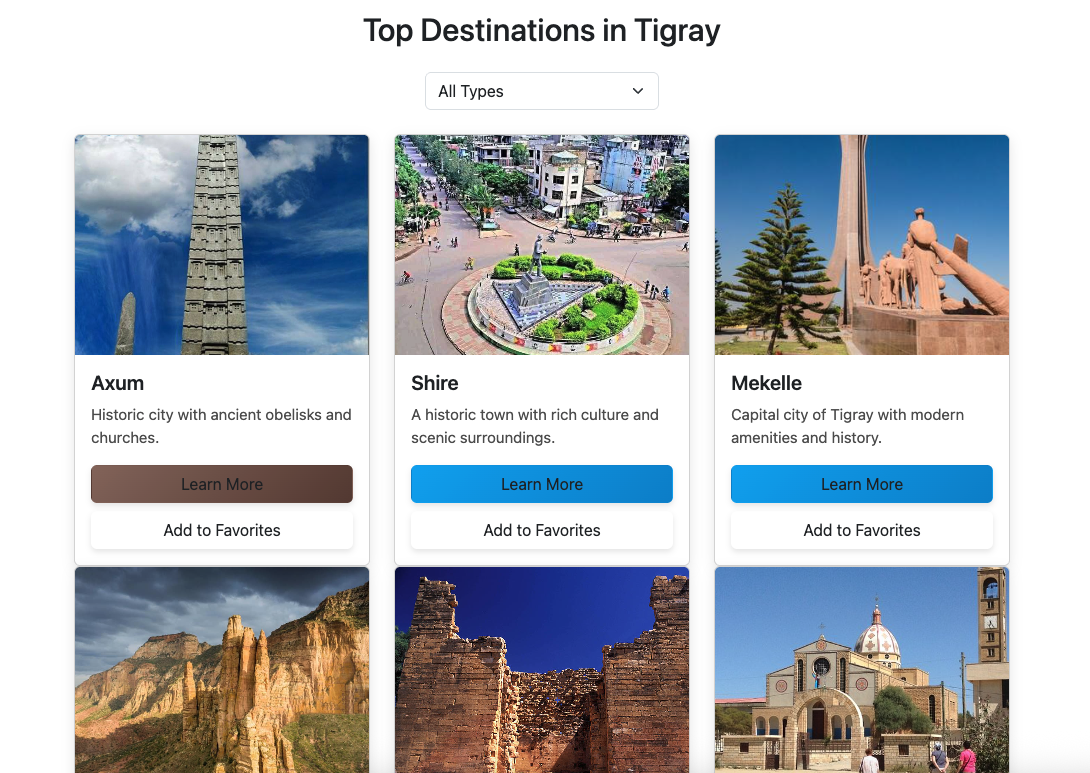 Top Destinations in Tigray
All Types
Axum
Historic city with ancient obelisks and
churches.
Learn More
Add to Favorites
Shire
A historic town with rich culture and
scenic surroundings.
Learn More
Add to Favorites
Mekelle
Capital city of Tigray with modern
amenities and history.
Learn More
Add to Favorites